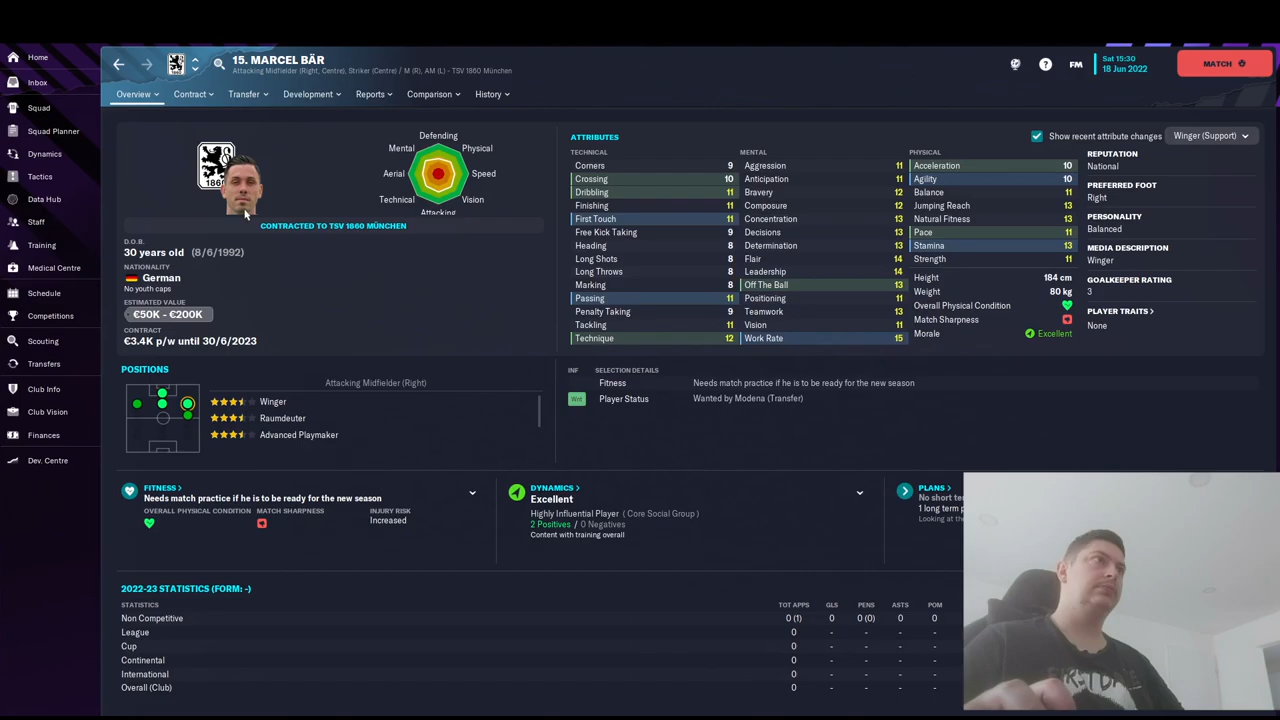 Home
Inbox
Squad
Squad Planner
Dynamics
Tactics
Data Hub
Staff
Training
Medical Centre
Schedule
Competitions
Scouting
Transfers
Club Info
Club Vision
Finances
Dev. Centre
15. MARCEL BÄR
Attacking Midfielder (Right, Centre), Striker (Centre) / M (R), AM (L) - TSV 1860 München
FM
Sat 15:30
18 Jun 2022
MATCH
Overview
Contract
Transfer
Development
Reports
Comparison
History
Defending
Physical
Speed
Vision
Attacking
Technical
Aerial
Mental
CONTRACTED TO TSV 1860 MÜNCHEN
D.O.B.
30 years old (8/6/1992)
NATIONALITY
German
No youth caps
ESTIMATED VALUE
€50K - €200K
CONTRACT
€3.4K p/w until 30/6/2023
ATTRIBUTES
Show recent attribute changes
Winger (Support)
TECHNICAL
Corners 9
Crossing 10
Dribbling 11
Finishing 11
First Touch 11
Free Kick Taking 9
Heading 8
Long Shots 8
Long Throws 8
Marking 8
Passing 11
Penalty Taking 9
Tackling 11
Technique 12
MENTAL
Aggression 11
Anticipation 11
Bravery 12
Composure 12
Concentration 13
Decisions 13
Determination 13
Flair 14
Leadership 14
Off The Ball 13
Positioning 11
Teamwork 13
Vision 11
Work Rate 15
PHYSICAL
Acceleration 10
Agility 10
Balance 11
Jumping Reach 13
Natural Fitness 13
Pace 11
Stamina 13
Strength 11
Height 184 cm
Weight 80 kg
Overall Physical Condition
Match Sharpness
Morale Excellent
REPUTATION
National
PREFERRED FOOT
Right
PERSONALITY
Balanced
MEDIA DESCRIPTION
Winger
GOALKEEPER RATING
3
PLAYER TRAITS
None
POSITIONS
Attacking Midfielder (Right)
Winger
Raumdeuter
Advanced Playmaker
INF SELECTION DETAILS
Fitness Needs match practice if he is to be ready for the new season
Wnt Player Status Wanted by Modena (Transfer)
FITNESS
Needs match practice if he is to be ready for the new season
OVERALL PHYSICAL CONDITION
MATCH SHARPNESS
INJURY RISK
Increased
DYNAMICS
Excellent
Highly Influential Player ( Core Social Group )
2 Positives / 0 Negatives
Content with training overall
PLANS
No short
1 long term
Looking at the
2022-23 STATISTICS (FORM: -)
STATISTICS TOT APPS GLS PENS ASTS POM
Non Competitive 0 (1) 0 0 (0) 0 0
League 0 - - - -
Cup 0 - - - -
Continental 0 - - - -
International 0 - - - -
Overall (Club) 0 - - - -